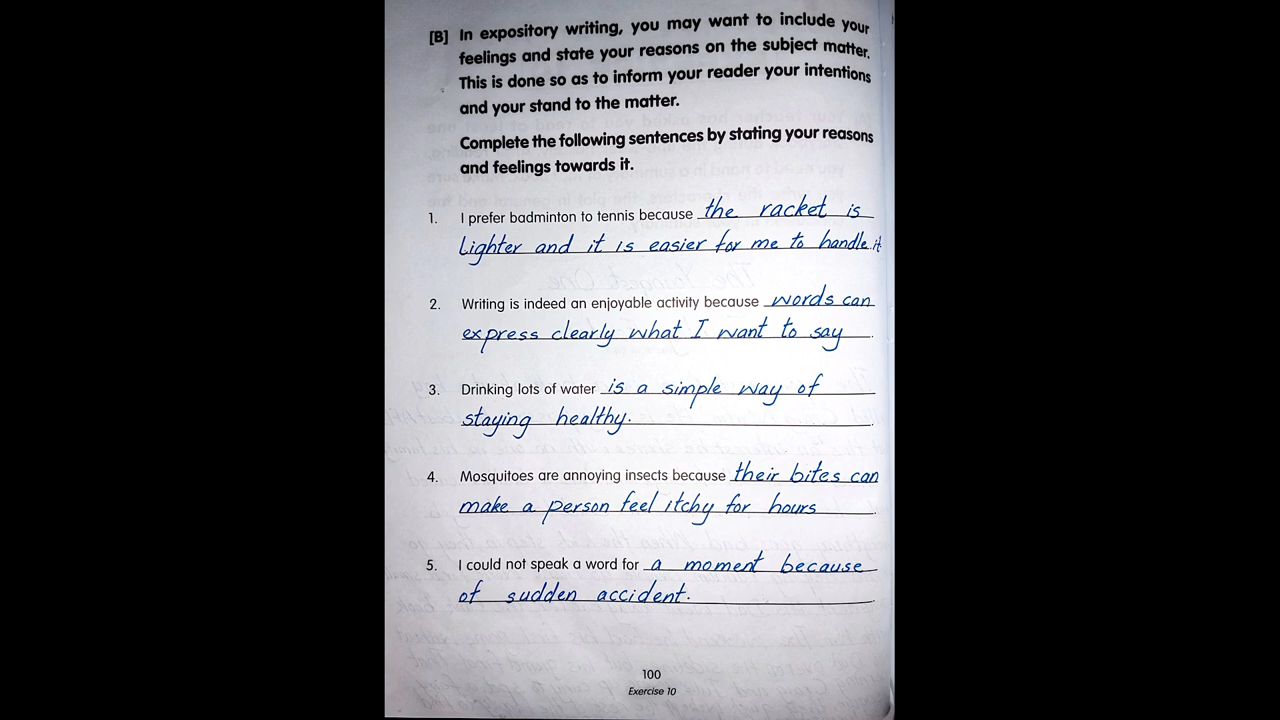 [B] In expository writing, you may want to include your
feelings and state your reasons on the subject matter.
This is done so as to inform your reader your intentions
and your stand to the matter.
Complete the following sentences by stating your reasons
and feelings towards it.
1. I prefer badminton to tennis because the racket is
lighter and it is easier for me to handle it
2. Writing is indeed an enjoyable activity because words can
express clearly what I want to say.
3. Drinking lots of water is a simple way of
staying healthy.
4. Mosquitoes are annoying insects because their bites can
make a person feel itchy for hours.
5. I could not speak a word for a moment because
of sudden accident.
100
Exercise 10